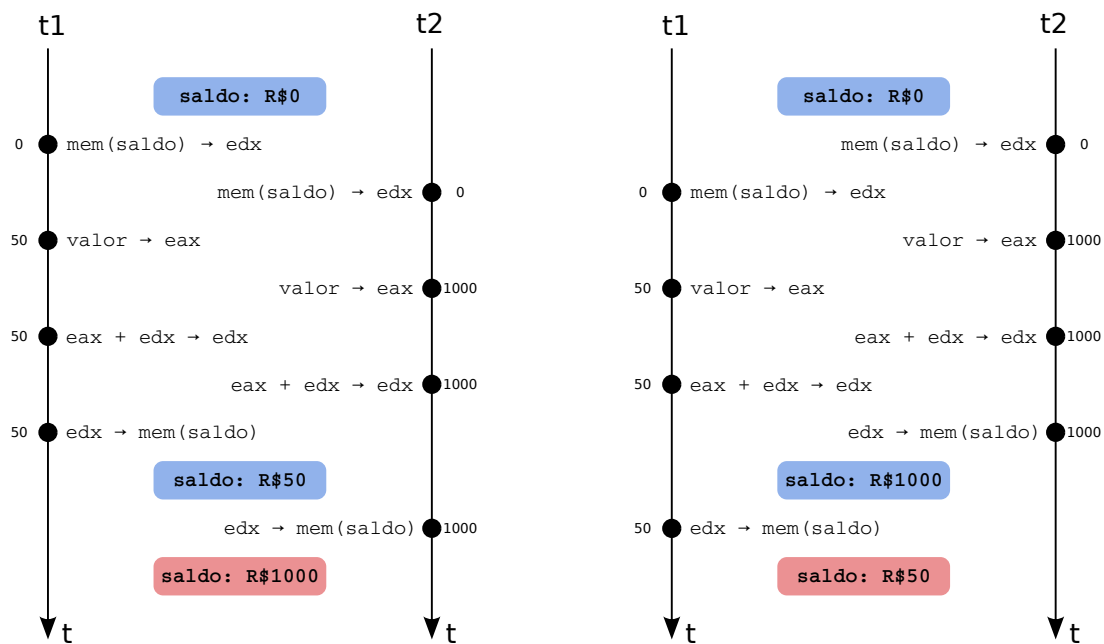 t1
t2
saldo: R$0
0 mem(saldo) → edx
mem(saldo) → edx 0
50 valor → eax
valor → eax 1000
50 eax + edx → edx
eax + edx → edx 1000
50 edx → mem(saldo)
saldo: R$50
edx → mem(saldo) 1000
saldo: R$1000
t
t
t1
t2
saldo: R$0
mem(saldo) → edx 0
0 mem(saldo) → edx
valor → eax 1000
50 valor → eax
eax + edx → edx 1000
50 eax + edx → edx
edx → mem(saldo) 1000
saldo: R$1000
50 edx → mem(saldo)
saldo: R$50
t
t